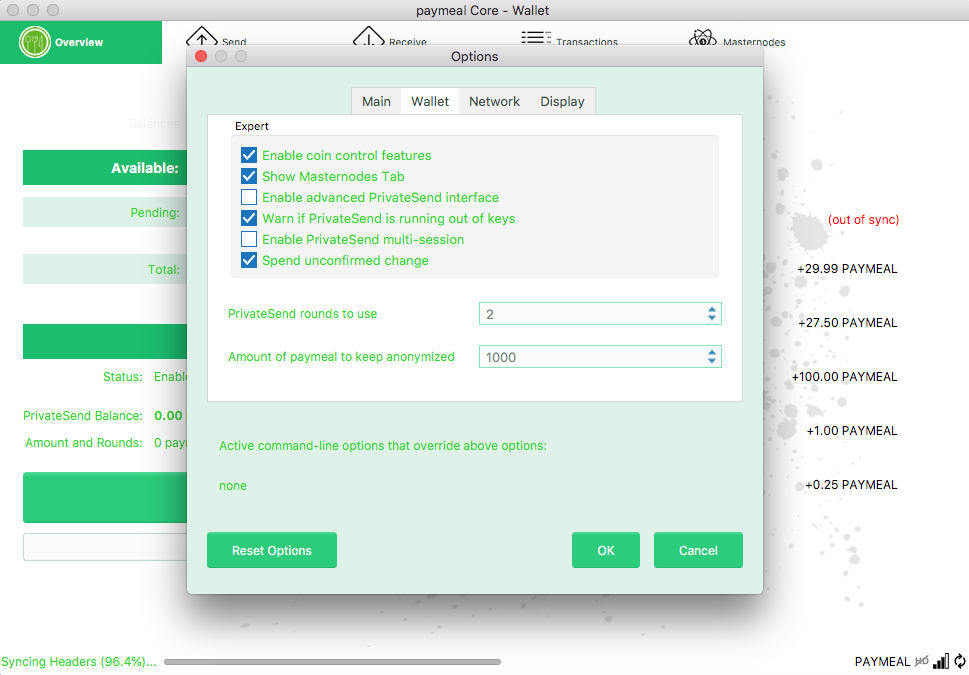 paymeal Core - Wallet
Overview
Send
Receive
Transactions
Masternodes
Options
Main
Wallet
Network
Display
Balances
Expert
Enable coin control features
Show Masternodes Tab
Enable advanced PrivateSend interface
Warn if PrivateSend is running out of keys
Enable PrivateSend multi-session
Spend unconfirmed change
PrivateSend rounds to use
2
Amount of paymeal to keep anonymized
1000
Active command-line options that override above options:
none
Reset Options
OK
Cancel
Available:
Pending:
Total:
Status: Enable
PrivateSend Balance: 0.00
Amount and Rounds: 0 pay
(out of sync)
+29.99 PAYMEAL
+27.50 PAYMEAL
+100.00 PAYMEAL
+1.00 PAYMEAL
+0.25 PAYMEAL
Syncing Headers (96.4%)...
PAYMEAL HD